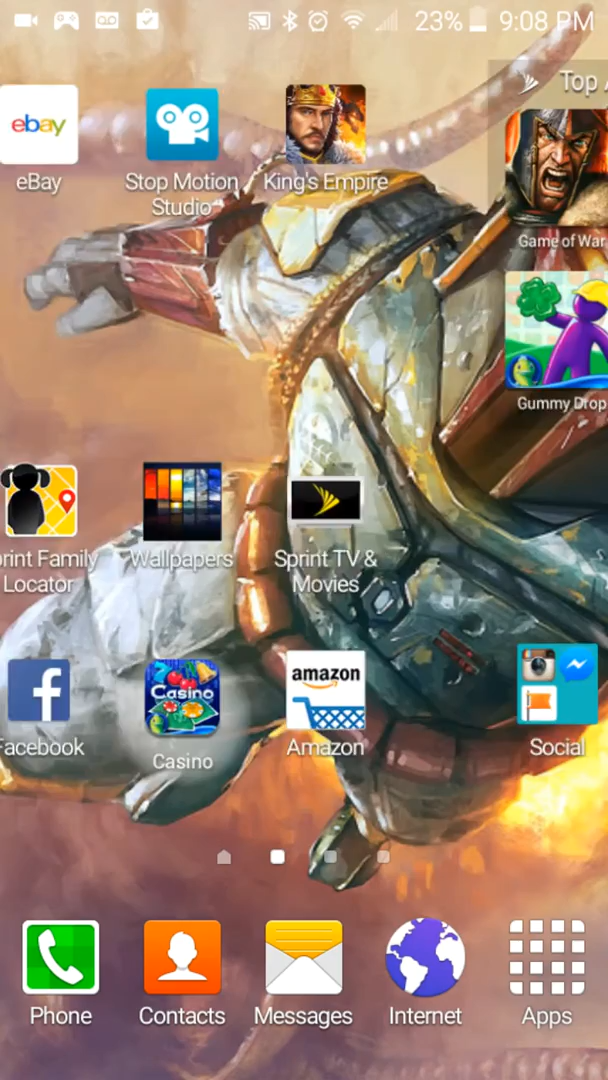 23% 9:08 PM
Top A
ebay
eBay
Stop Motion
Studio
King's Empire
Game of War
Gummy Drop
rint Family
Locator
Wallpapers
Sprint TV &
Movies
Facebook
Casino
Casino
amazon
Amazon
Social
Phone
Contacts
Messages
Internet
Apps